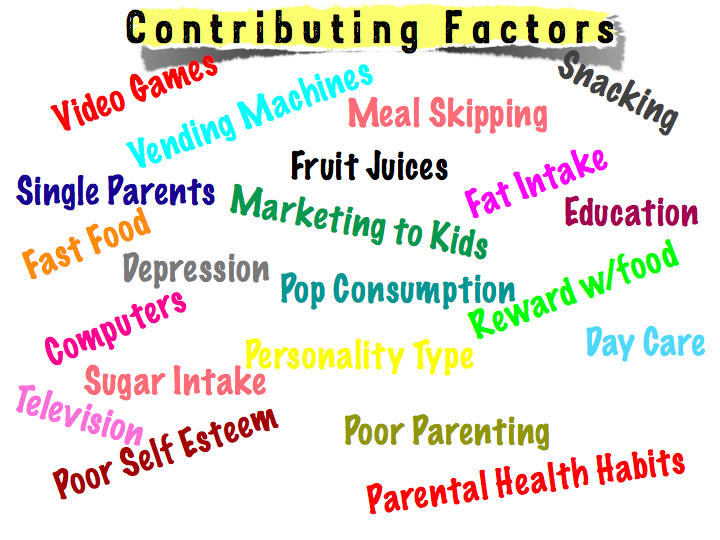 Contributing Factors
Video Games
Vending Machines
Snacking
Meal Skipping
Fruit Juices
Single Parents
Marketing to Kids
Fat Intake
Education
Fast Food
Depression
Pop Consumption
Reward w/food
Computers
Personality Type
Day Care
Sugar Intake
Television
Poor Self Esteem
Poor Parenting
Parental Health Habits